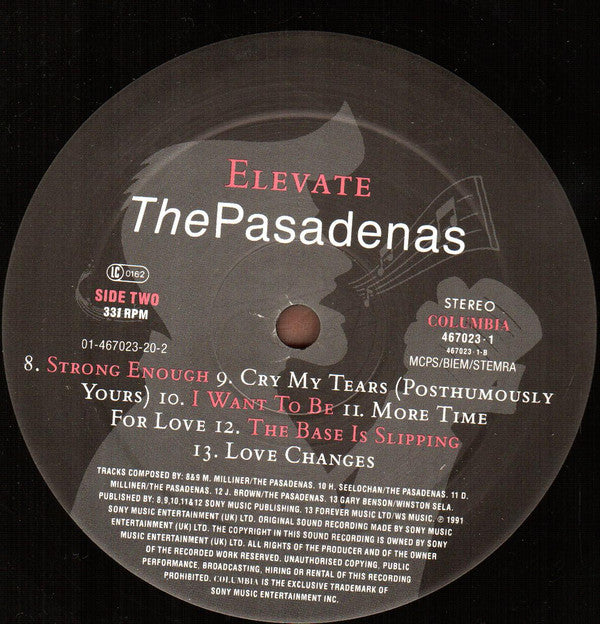 ELEVATE
ThePasadenas
LC 0162
SIDE TWO
33⅓ RPM
STEREO
COLUMBIA
467023-1
467023-1-B
01-467023-20-2
MCPS/BIEM/STEMRA
8. STRONG ENOUGH 9. CRY MY TEARS (POSTHUMOUSLY
YOURS) 10. I WANT TO BE 11. MORE TIME
FOR LOVE 12. THE BASE IS SLIPPING
13. LOVE CHANGES
TRACKS COMPOSED BY: 8&9 M. MILLINER/THE PASADENAS. 10 H. SEELOCHAN/THE PASADENAS. 11 D.
MILLINER/THE PASADENAS. 12 J. BROWN/THE PASADENAS. 13 GARY BENSON/WINSTON SELA.
PUBLISHED BY: 8,9,10,11&12 SONY MUSIC PUBLISHING. 13 FOREVER MUSIC LTD/WS MUSIC. ℗ 1991
SONY MUSIC ENTERTAINMENT (UK) LTD. ORIGINAL SOUND RECORDING MADE BY SONY MUSIC
ENTERTAINMENT (UK) LTD. THE COPYRIGHT IN THIS SOUND RECORDING IS OWNED BY SONY
MUSIC ENTERTAINMENT (UK) LTD. ALL RIGHTS OF THE PRODUCER AND OF THE OWNER
OF THE RECORDED WORK RESERVED. UNAUTHORISED COPYING, PUBLIC
PERFORMANCE, BROADCASTING, HIRING OR RENTAL OF THIS RECORDING
PROHIBITED. COLUMBIA IS THE EXCLUSIVE TRADEMARK OF
SONY MUSIC ENTERTAINMENT INC.